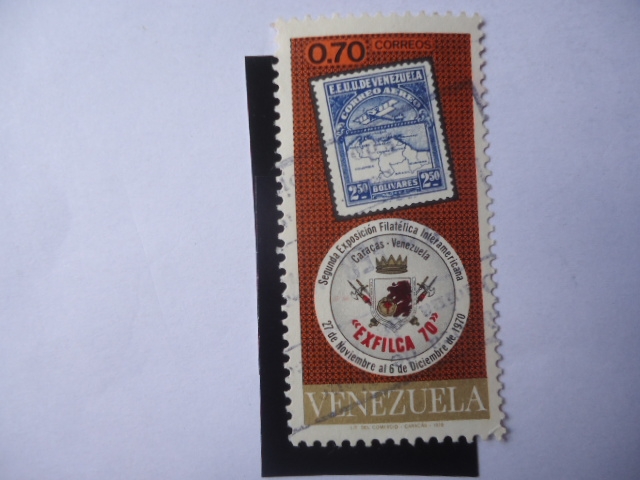 0.70 CORREOS
E.E.U.U. DE VENEZUELA
CORREO AEREO
2.50 BOLIVARES 2.50
Segunda Exposición Filatélica Interamericana
Caracas - Venezuela
«EXFILCA 70»
27 de Noviembre al 6 de Diciembre de 1970
VENEZUELA